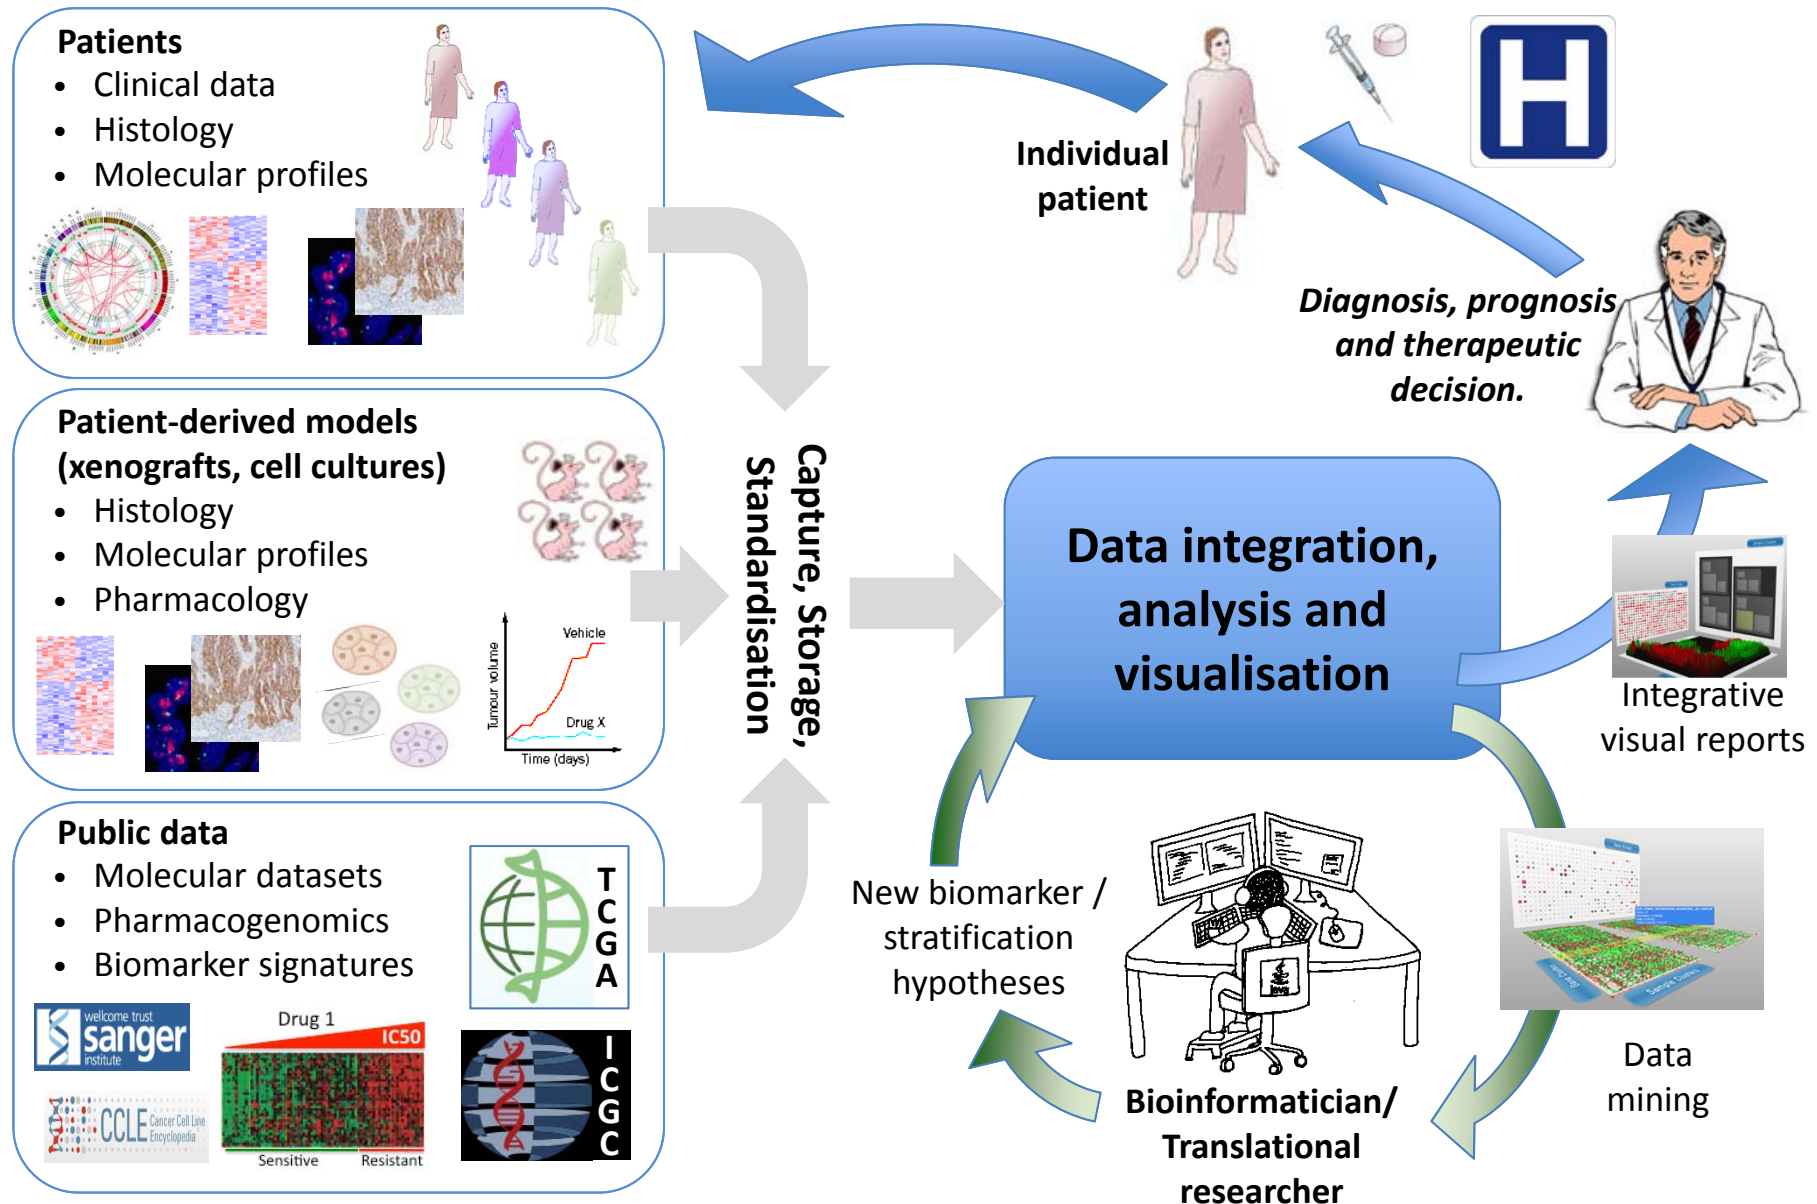 Patients
• Clinical data
• Histology
• Molecular profiles
Patient-derived models
(xenografts, cell cultures)
• Histology
• Molecular profiles
• Pharmacology
Tumour volume
Vehicle
Drug X
Time (days)
Public data
• Molecular datasets
• Pharmacogenomics
• Biomarker signatures
TCGA
wellcome trust
sanger
institute
Drug 1
IC50
Sensitive
Resistant
CCLE Cancer Cell Line
Encyclopedia
ICGC
Capture, Storage,
Standardisation
Individual
patient
H
Diagnosis, prognosis
and therapeutic
decision.
Data integration,
analysis and
visualisation
Integrative
visual reports
Data
mining
Sample Clusters
Java
Bioinformatician/
Translational
researcher
New biomarker /
stratification
hypotheses